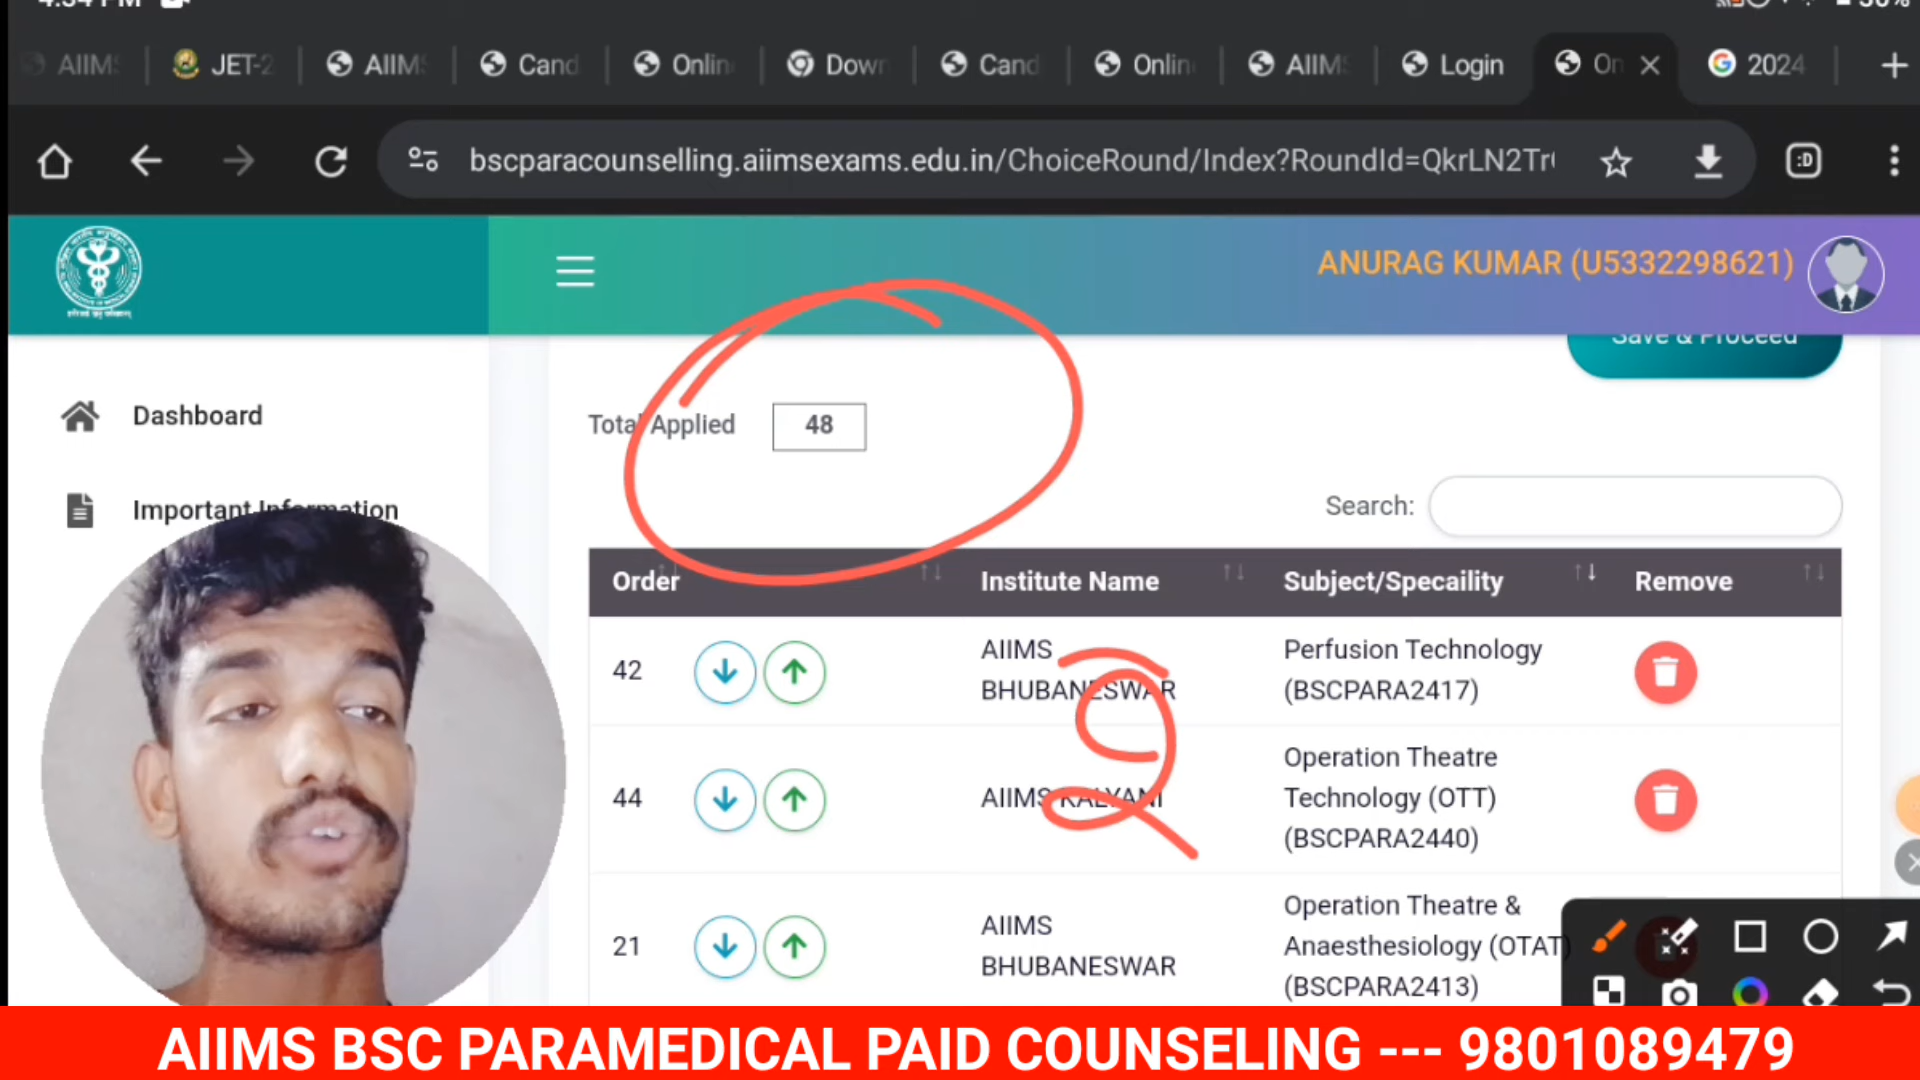 4:54 PM
AIIMS JET-2 AIIMS Cand Onlin Down Cand Onlin AIIMS Login On 2024
bscparacounselling.aiimsexams.edu.in/ChoiceRound/Index?RoundId=QkrLN2Tr
ANURAG KUMAR (U5332298621)
Save & Proceed
Dashboard
Total Applied 48
Important Information
Search:
Order Institute Name Subject/Specaility Remove
42 AIIMS BHUBANESWAR Perfusion Technology
(BSCPARA2417)
44 AIIMS KALYANI Operation Theatre
Technology (OTT)
(BSCPARA2440)
21 AIIMS BHUBANESWAR Operation Theatre &
Anaesthesiology (OTAT)
(BSCPARA2413)
AIIMS BSC PARAMEDICAL PAID COUNSELING --- 9801089479